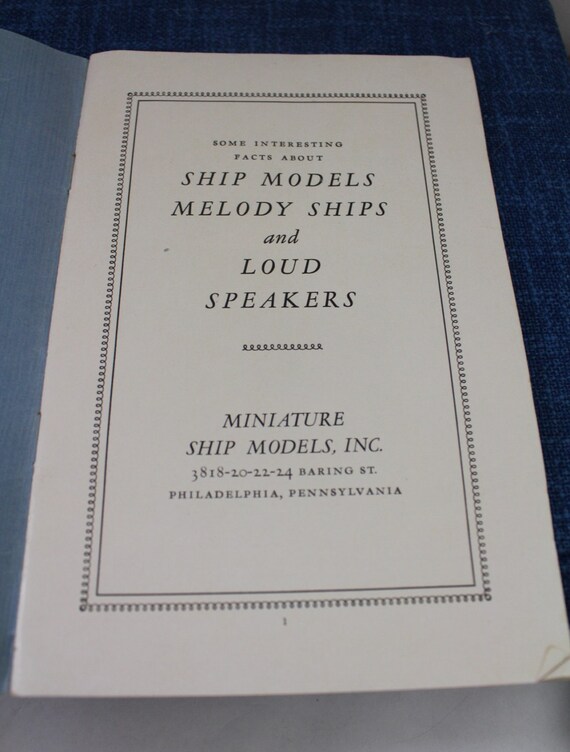 SOME INTERESTING
FACTS ABOUT
SHIP MODELS
MELODY SHIPS
and
LOUD
SPEAKERS
MINIATURE
SHIP MODELS, INC.
3818-20-22-24 BARING ST.
PHILADELPHIA, PENNSYLVANIA
1